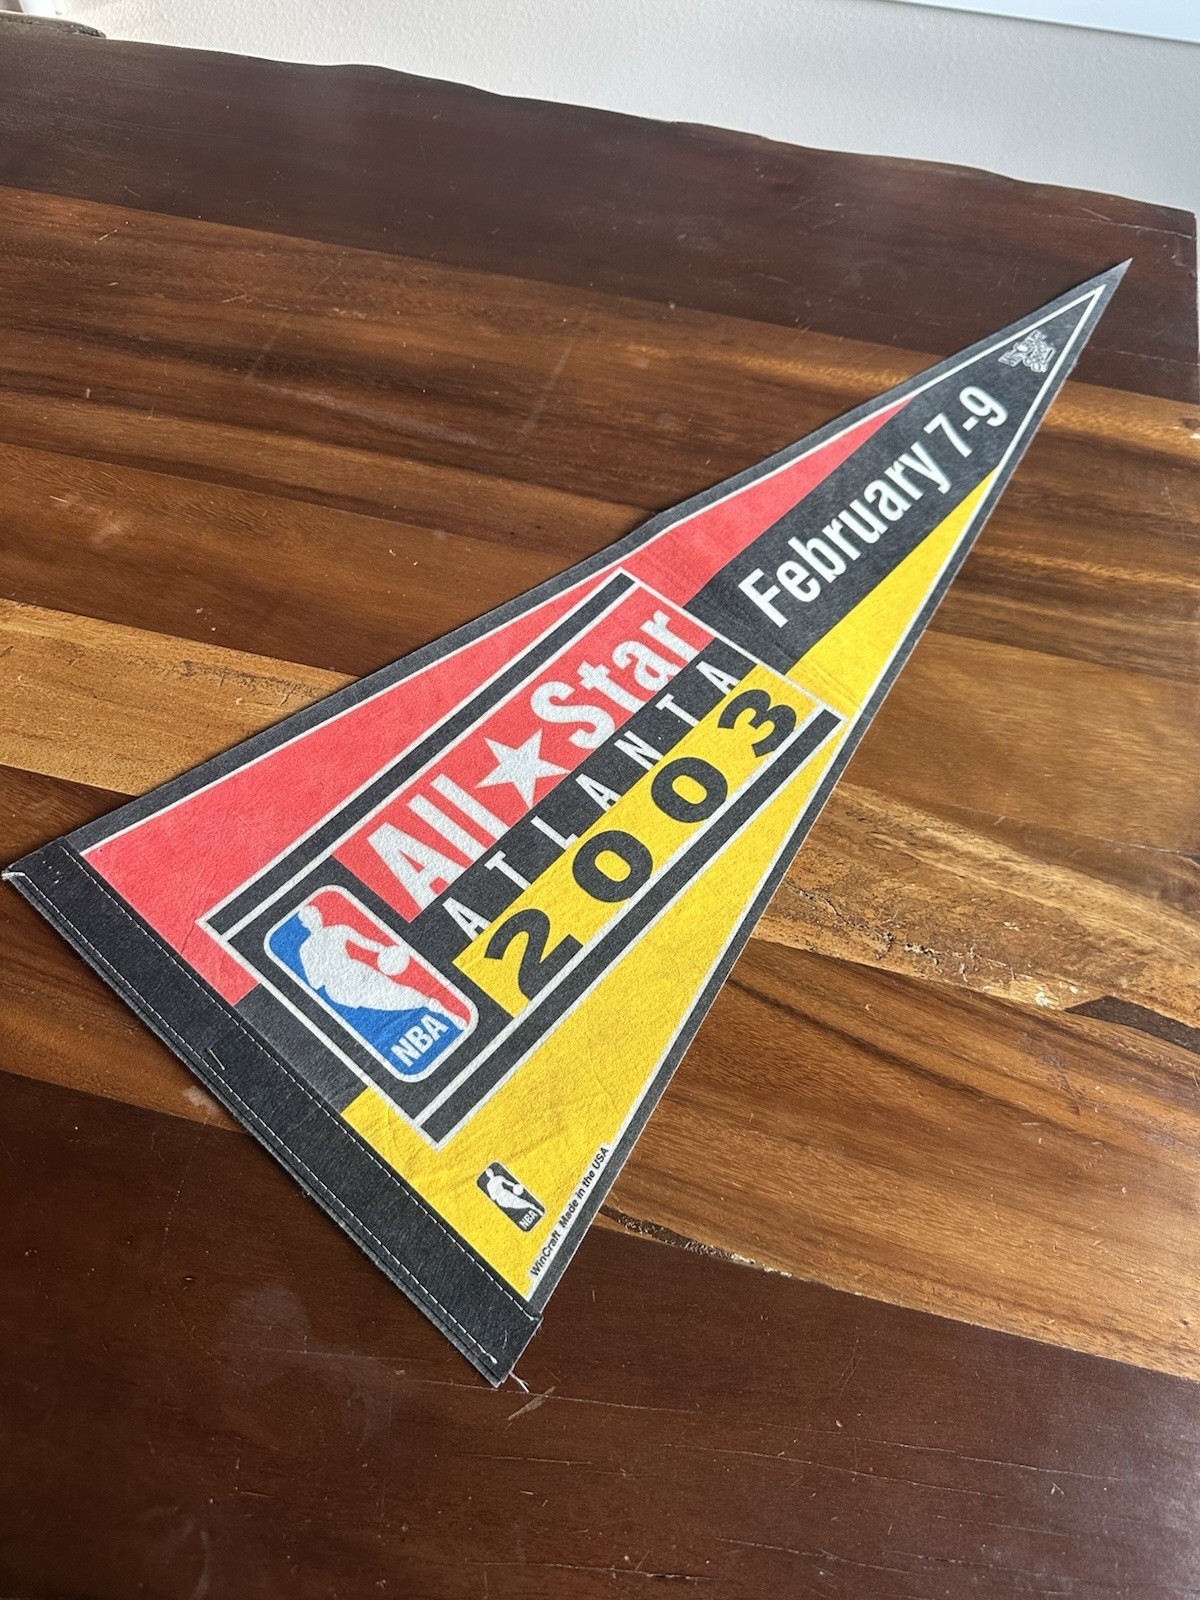 All★Star
ATLANTA
2003
NBA
February 7-9
NBA
WinCraft Made in the USA